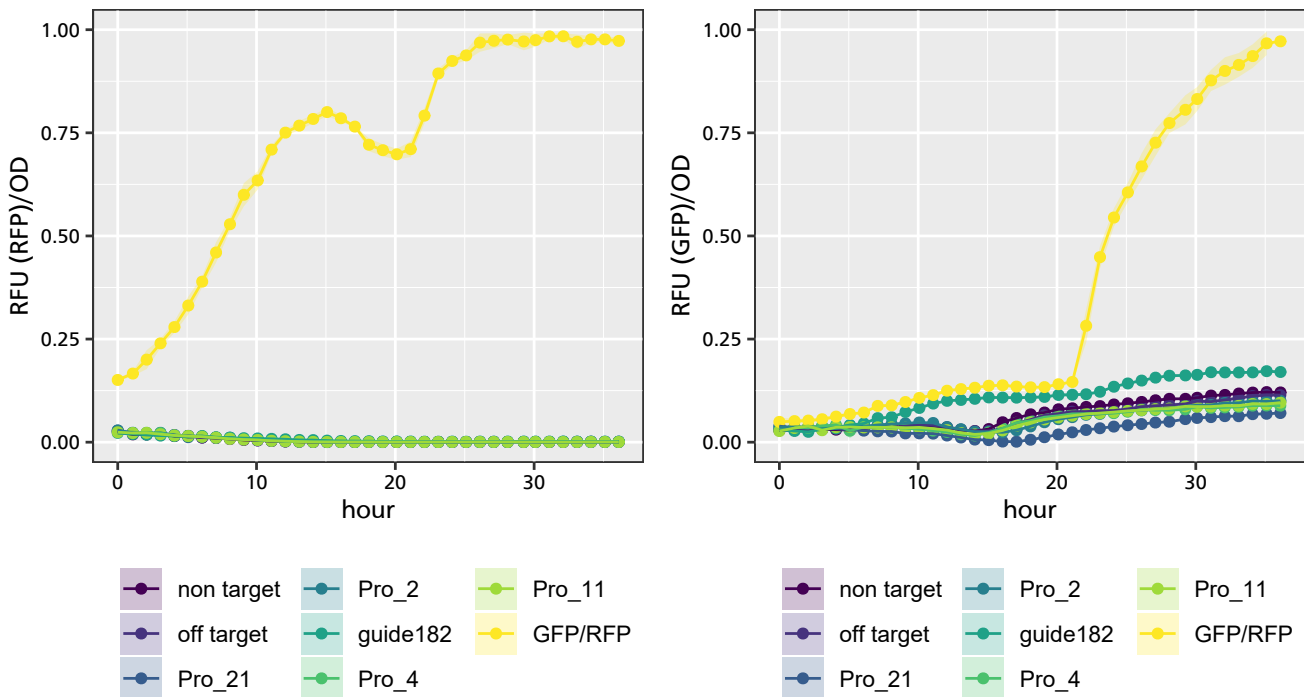 1.00
0.75
0.50
0.25
0.00
RFU (RFP)/OD
0 10 20 30
hour
non target Pro_2 Pro_11
off target guide182 GFP/RFP
Pro_21 Pro_4
1.00
0.75
0.50
0.25
0.00
RFU (GFP)/OD
0 10 20 30
hour
non target Pro_2 Pro_11
off target guide182 GFP/RFP
Pro_21 Pro_4